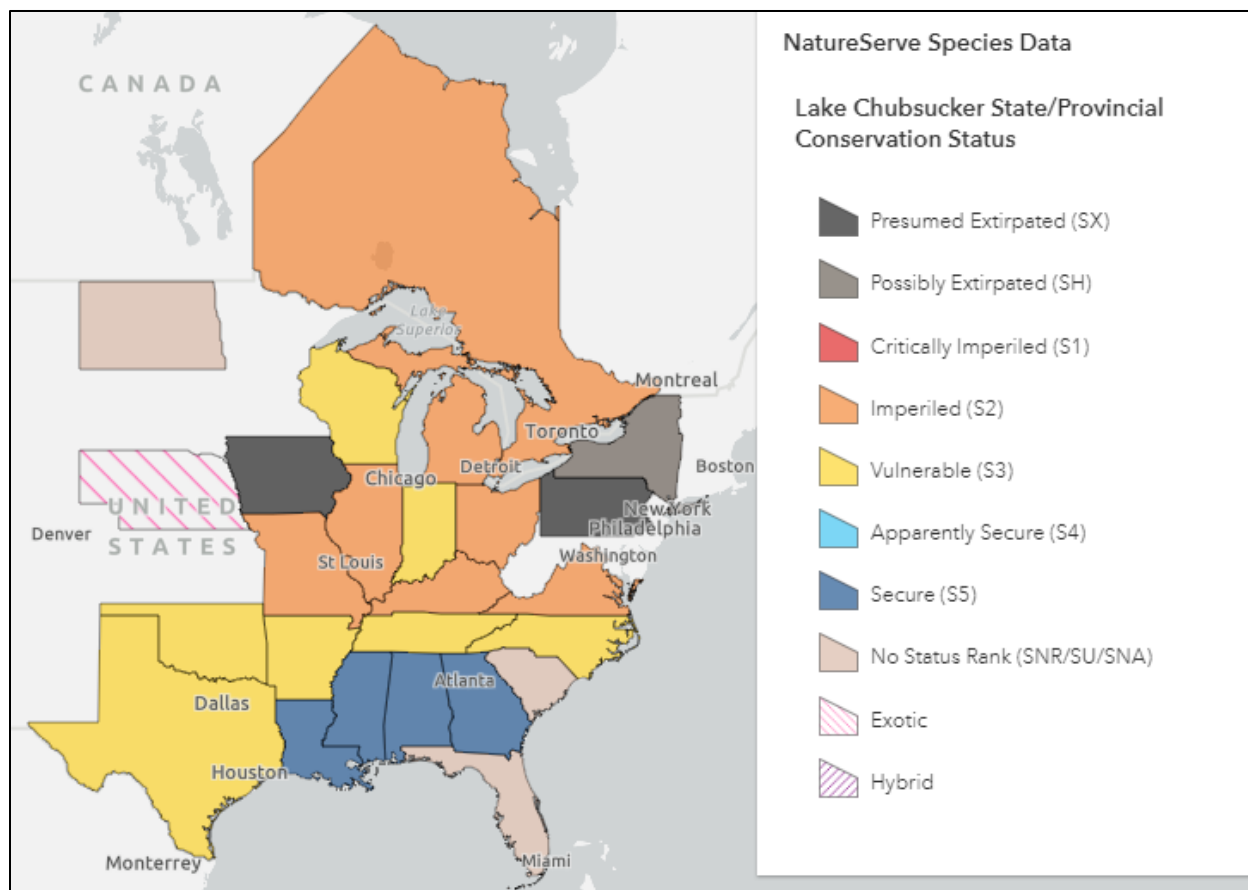 NatureServe Species Data
Lake Chubsucker State/Provincial
Conservation Status
Presumed Extirpated (SX)
Possibly Extirpated (SH)
Critically Imperiled (S1)
Imperiled (S2)
Vulnerable (S3)
Apparently Secure (S4)
Secure (S5)
No Status Rank (SNR/SU/SNA)
Exotic
Hybrid
CANADA
Lake
Superior
Montreal
Toronto
Boston
Chicago
Detroit
UNITED
STATES
New York
Philadelphia
Denver
Washington
St Louis
Atlanta
Dallas
Houston
Monterrey
Miami